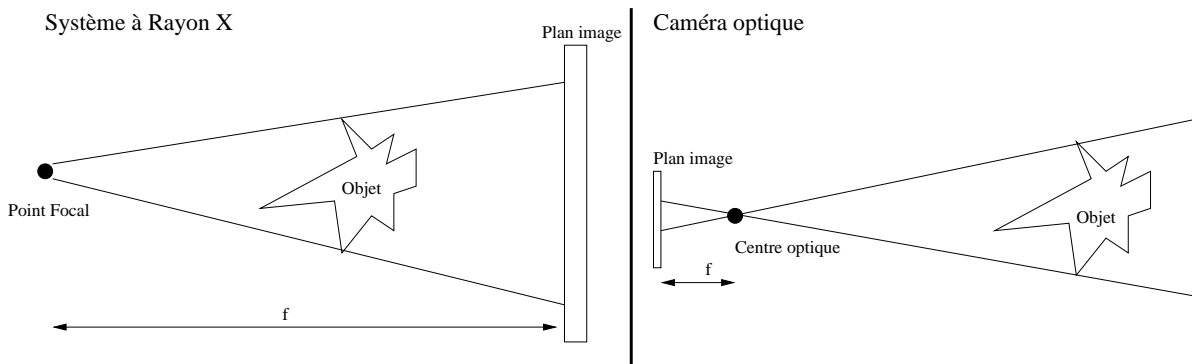 Système à Rayon X
Plan image
Objet
Point Focal
f
Caméra optique
Plan image
Objet
Centre optique
f